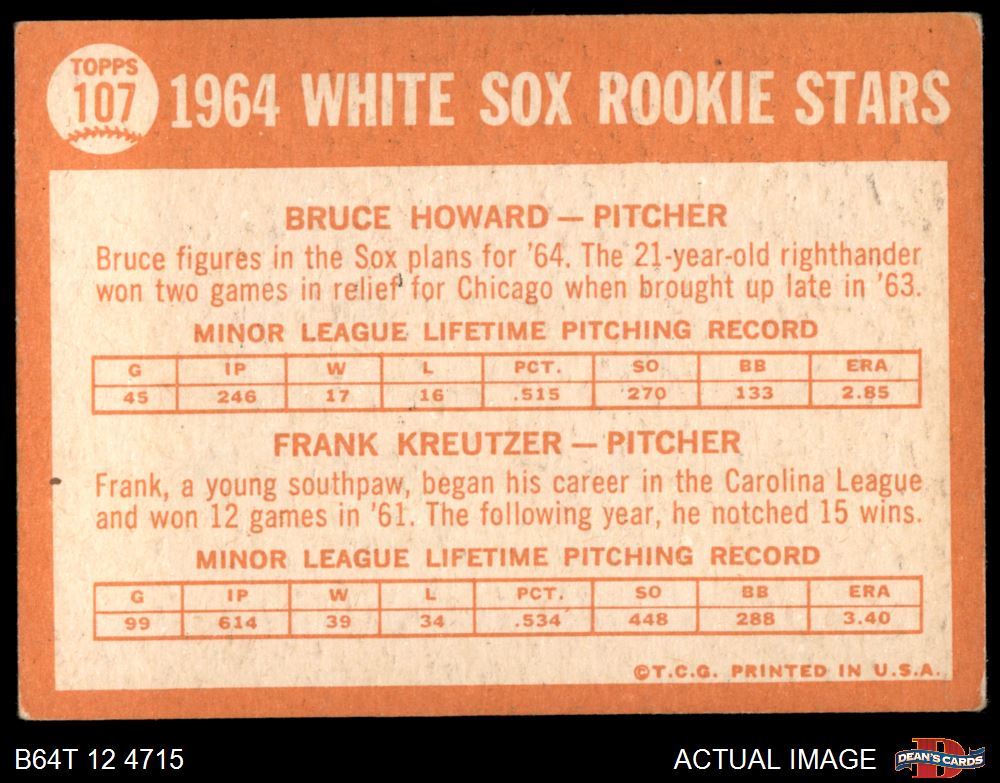 TOPPS
107
1964 WHITE SOX ROOKIE STARS
BRUCE HOWARD — PITCHER
Bruce figures in the Sox plans for '64. The 21-year-old righthander
won two games in relief for Chicago when brought up late in '63.
MINOR LEAGUE LIFETIME PITCHING RECORD
G IP W L PCT. SO BB ERA
45 246 17 16 .515 270 133 2.85
FRANK KREUTZER — PITCHER
Frank, a young southpaw, began his career in the Carolina League
and won 12 games in '61. The following year, he notched 15 wins.
MINOR LEAGUE LIFETIME PITCHING RECORD
G IP W L PCT. SO BB ERA
99 614 39 34 .534 448 288 3.40
©T.C.G. PRINTED IN U.S.A.
B64T 12 4715
ACTUAL IMAGE
D
DEAN'S CARDS